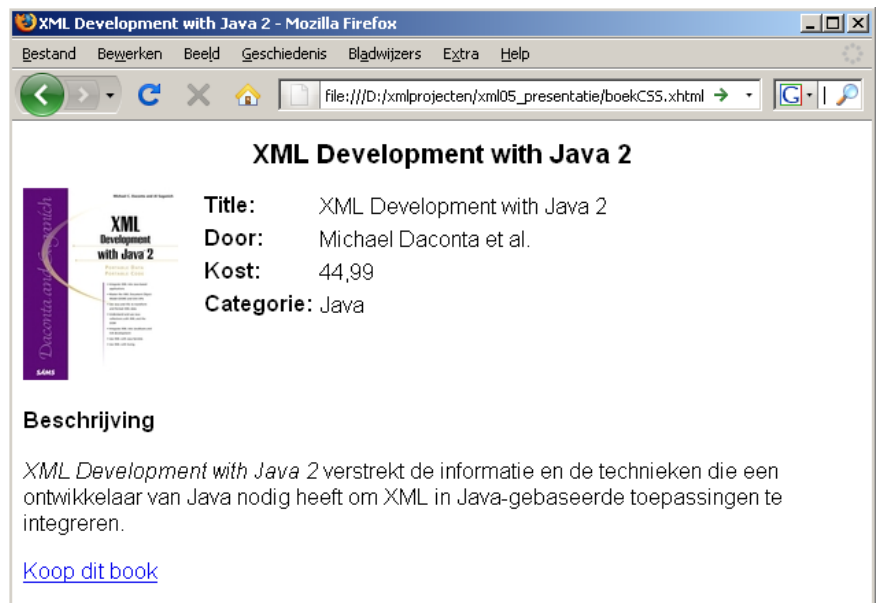 XML Development with Java 2 - Mozilla Firefox
Bestand Bewerken Beeld Geschiedenis Bladwijzers Extra Help
file:///D:/xmlprojecten/xml05_presentatie/boekCSS.xhtml
G
XML Development with Java 2
Daconta and Saganich
XML
Development
with Java 2
PORTABLE DATA
PORTABLE CODE
SAMS
Title: XML Development with Java 2
Door: Michael Daconta et al.
Kost: 44,99
Categorie: Java
Beschrijving
XML Development with Java 2 verstrekt de informatie en de technieken die een
ontwikkelaar van Java nodig heeft om XML in Java-gebaseerde toepassingen te
integreren.
Koop dit book